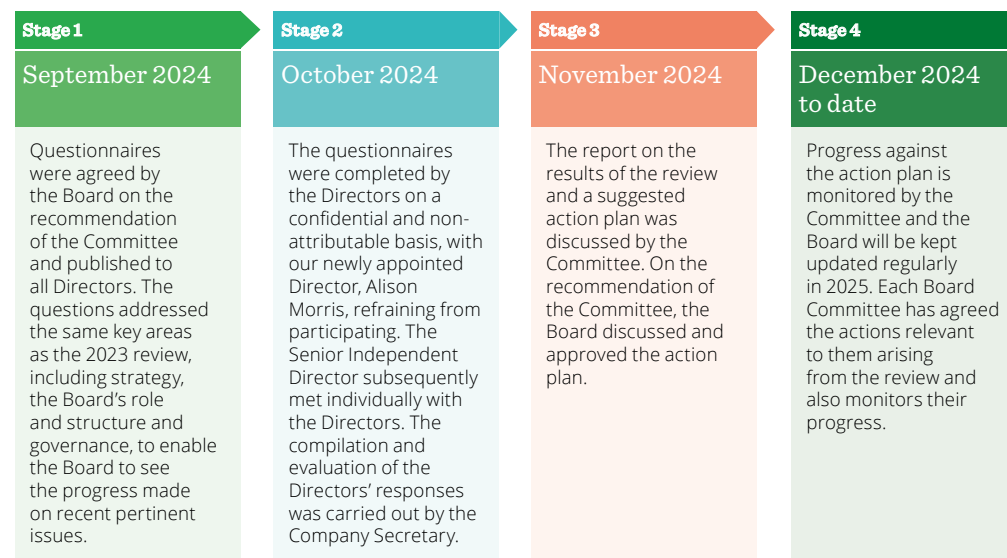 Stage 1
September 2024
Questionnaires
were agreed by
the Board on the
recommendation
of the Committee
and published to
all Directors. The
questions addressed
the same key areas
as the 2023 review,
including strategy,
the Board’s role
and structure and
governance, to enable
the Board to see
the progress made
on recent pertinent
issues.
Stage 2
October 2024
The questionnaires
were completed by
the Directors on a
confidential and non-
attributable basis, with
our newly appointed
Director, Alison
Morris, refraining from
participating. The
Senior Independent
Director subsequently
met individually with
the Directors. The
compilation and
evaluation of the
Directors’ responses
was carried out by the
Company Secretary.
Stage 3
November 2024
The report on the
results of the review
and a suggested
action plan was
discussed by the
Committee. On the
recommendation of
the Committee, the
Board discussed and
approved the action
plan.
Stage 4
December 2024
to date
Progress against
the action plan is
monitored by the
Committee and the
Board will be kept
updated regularly
in 2025. Each Board
Committee has agreed
the actions relevant
to them arising
from the review and
also monitors their
progress.